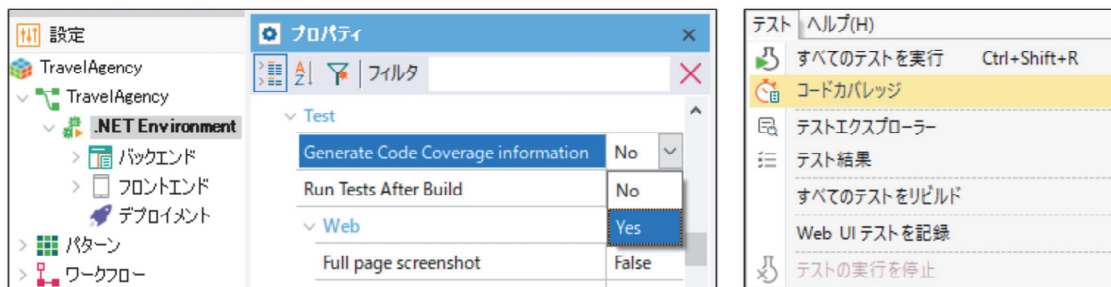 設定
TravelAgency
TravelAgency
.NET Environment
バックエンド
フロントエンド
デプロイメント
パターン
ワークフロー
プロパティ
フィルタ
Test
Generate Code Coverage information No
No
Yes
Run Tests After Build
Web
Full page screenshot False
テスト ヘルプ(H)
すべてのテストを実行 Ctrl+Shift+R
コードカバレッジ
テストエクスプローラー
テスト結果
すべてのテストをリビルド
Web UI テストを記録
テストの実行を停止